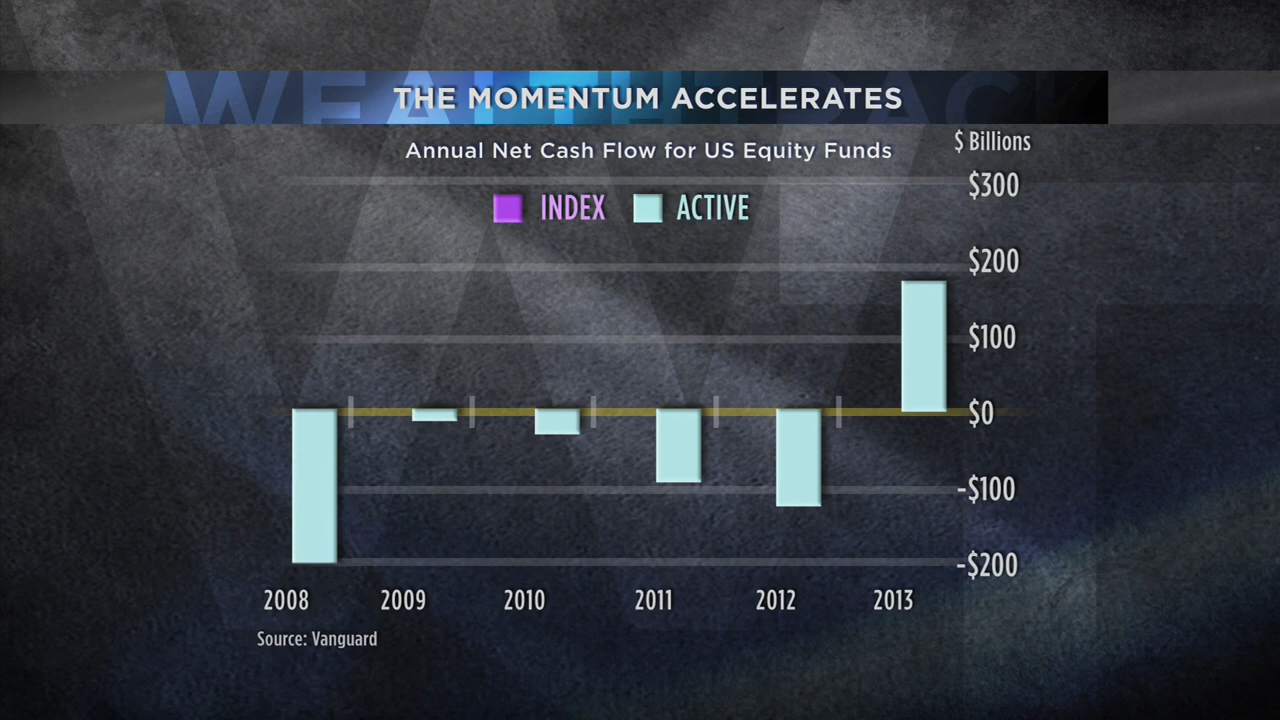 WEALTHTRACK
THE MOMENTUM ACCELERATES
Annual Net Cash Flow for US Equity Funds
$ Billions
INDEX ACTIVE
$300
$200
$100
$0
-$100
-$200
2008 2009 2010 2011 2012 2013
Source: Vanguard